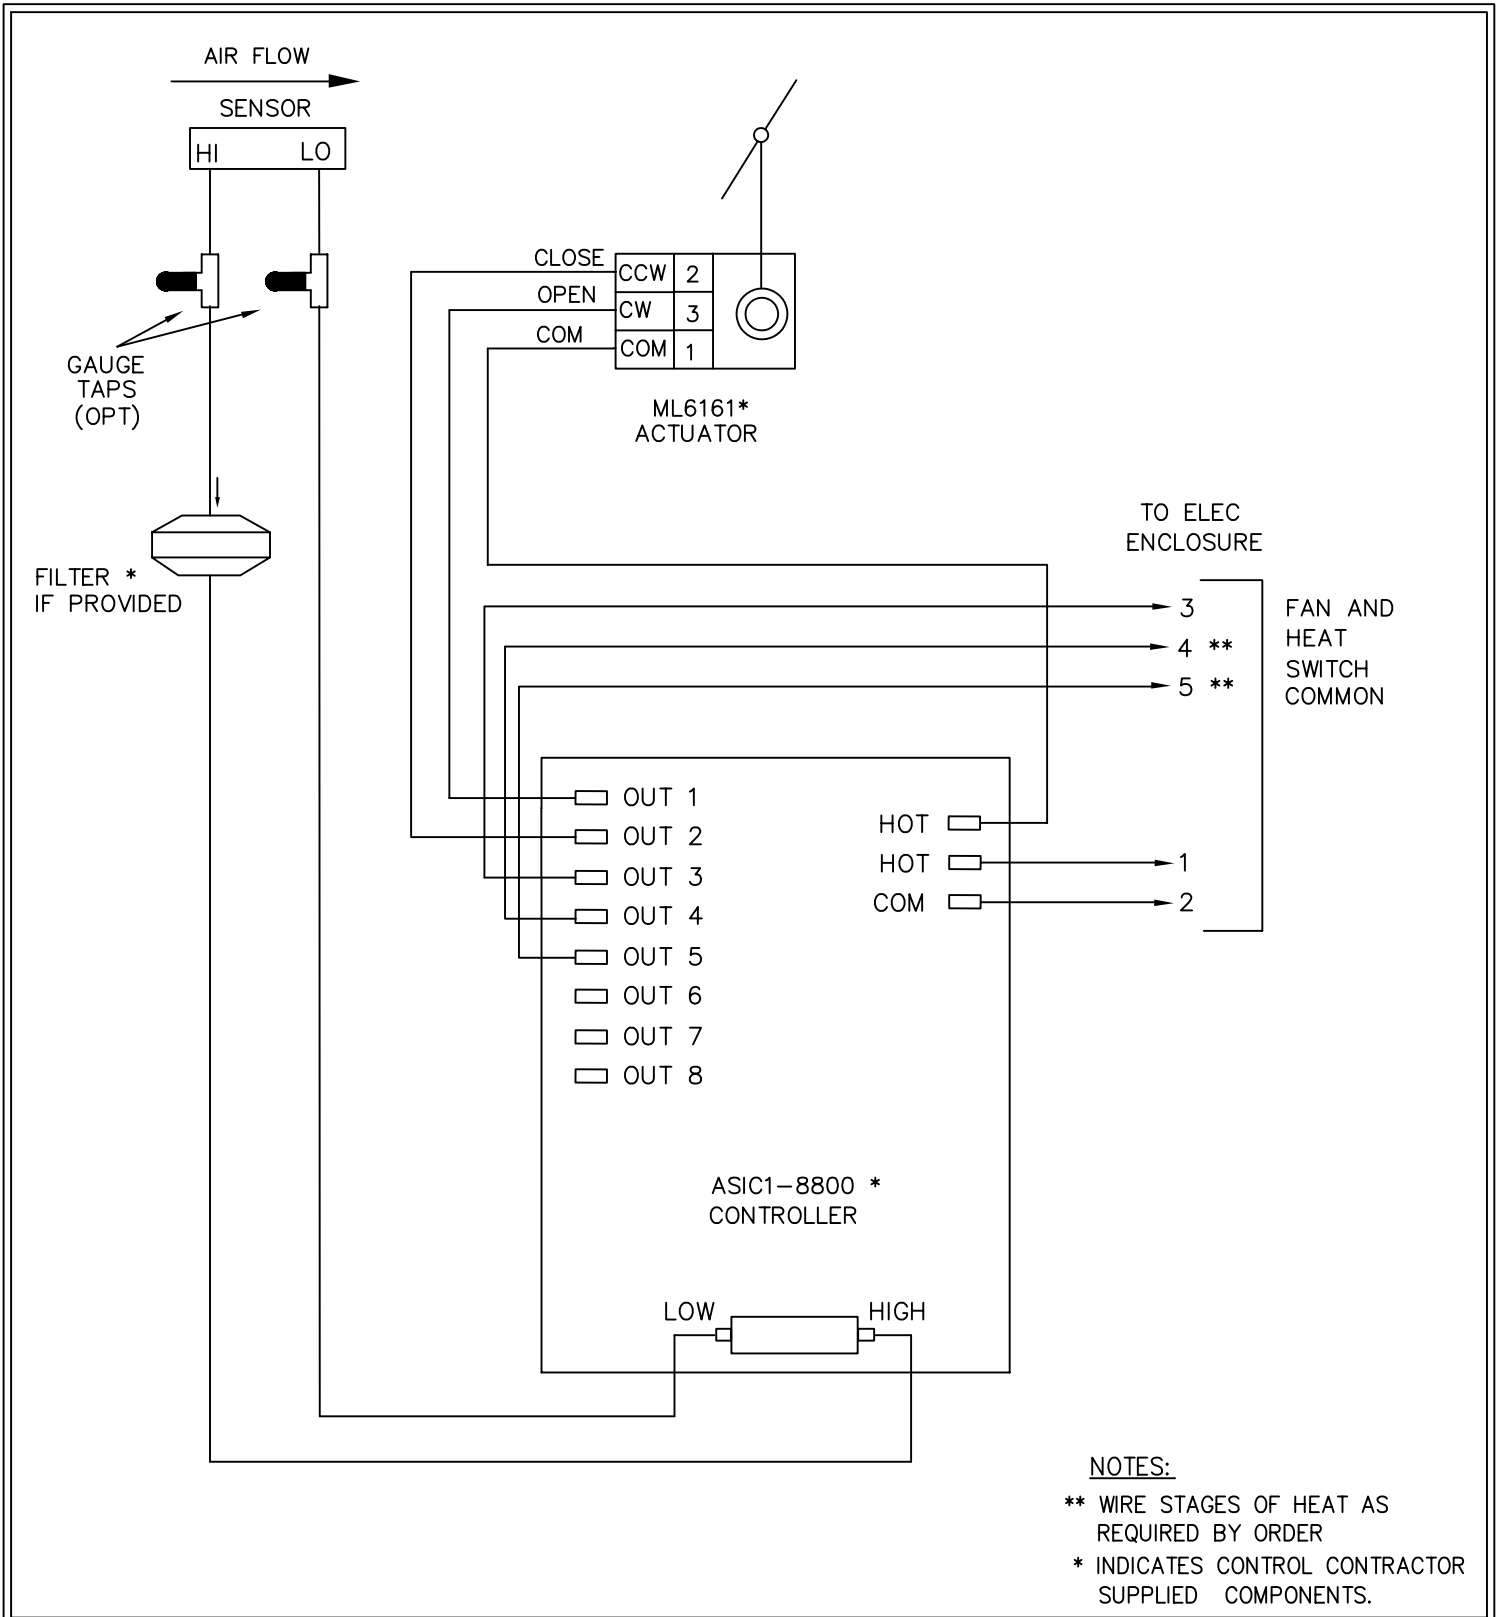 AIR FLOW
SENSOR
HI LO
CLOSE
CCW 2
OPEN
CW 3
COM
COM 1
GAUGE
TAPS
(OPT)
ML6161*
ACTUATOR
TO ELEC
ENCLOSURE
FILTER *
IF PROVIDED
3
4 **
5 **
FAN AND
HEAT
SWITCH
COMMON
OUT 1
OUT 2
OUT 3
OUT 4
OUT 5
OUT 6
OUT 7
OUT 8
HOT
HOT 1
COM 2
ASIC1-8800 *
CONTROLLER
LOW HIGH
NOTES:
** WIRE STAGES OF HEAT AS
REQUIRED BY ORDER
* INDICATES CONTROL CONTRACTOR
SUPPLIED COMPONENTS.